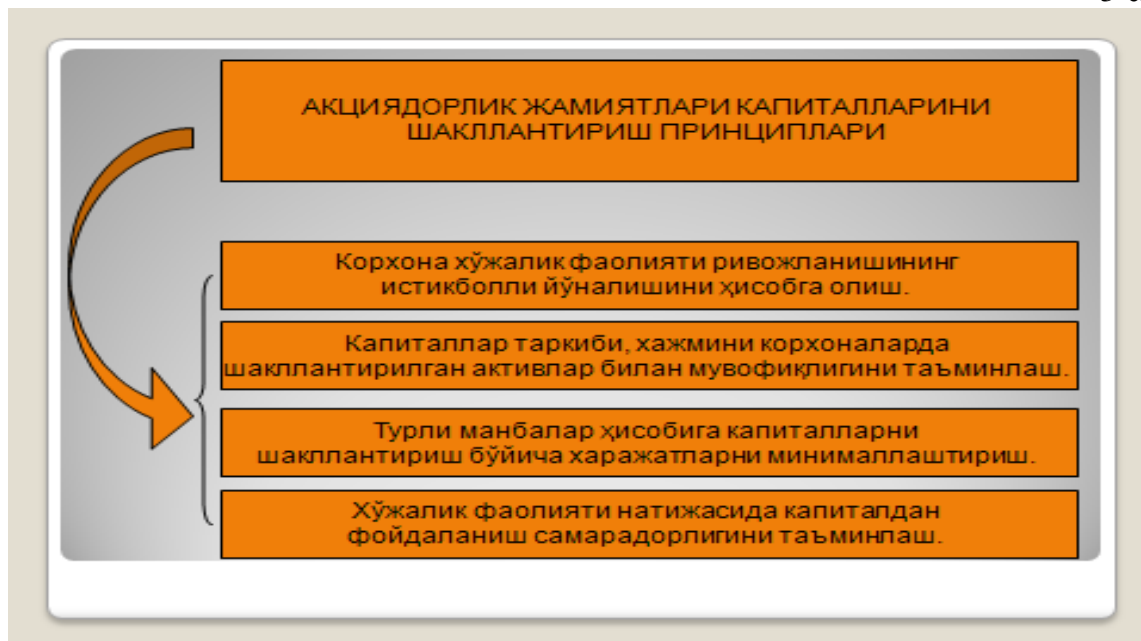 АКЦИЯДОРЛИК ЖАМИЯТЛАРИ КАПИТАЛЛАРИНИ
ШАКЛЛАНТИРИШ ПРИНЦИПЛАРИ
Корхона хўжалик фаолияти ривожланишининг
истикболли йўналишини ҳисобга олиш.
Капиталлар таркиби, хажмини корхоналарда
шакллантирилган активлар билан мувофиқлигини таъминлаш.
Турли манбалар ҳисобига капиталларни
шакллантириш бўйича харажатларни минималлаштириш.
Хўжалик фаолияти натижасида капиталдан
фойдаланиш самарадорлигини таъминлаш.